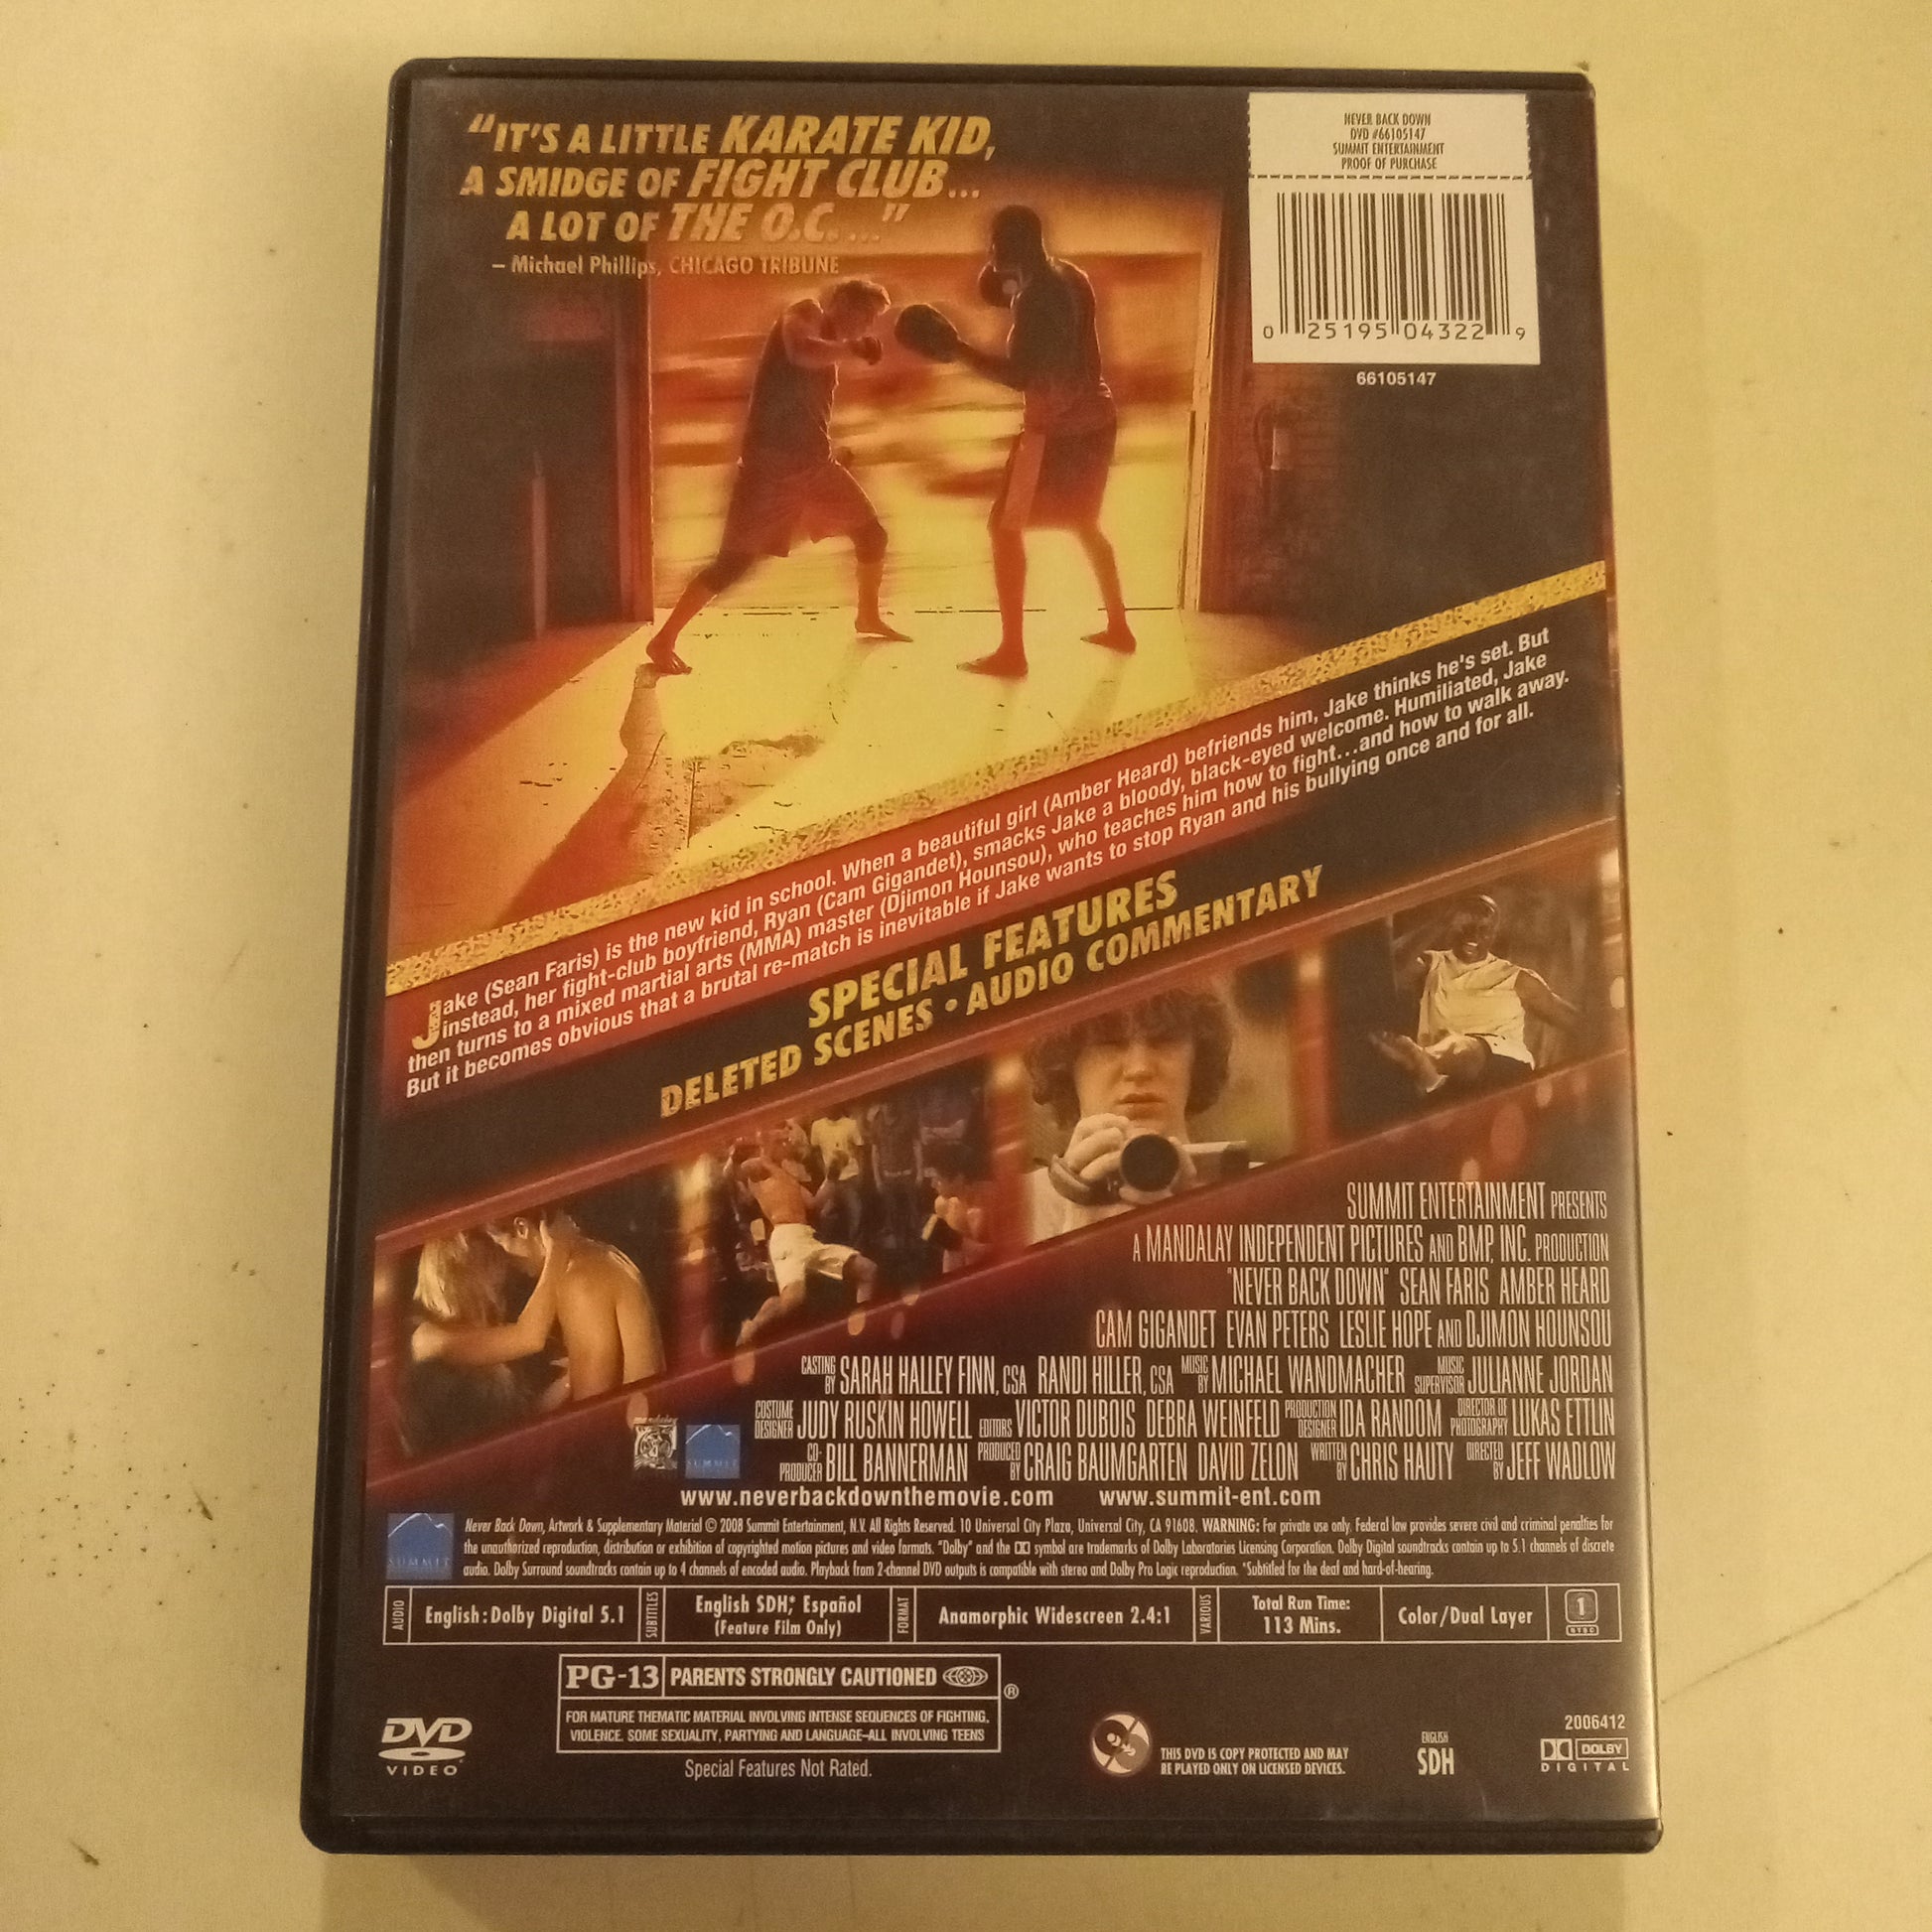 “IT'S A LITTLE KARATE KID,
A SMIDGE OF FIGHT CLUB...
A LOT OF THE O.C. ...”
– Michael Phillips, CHICAGO TRIBUNE
NEVER BACK DOWN
DVD #66105147
SUMMIT ENTERTAINMENT
PROOF OF PURCHASE
0 25195 04322 9
66105147
Jake (Sean Faris) is the new kid in school. When a beautiful girl (Amber Heard) befriends him, Jake thinks he's set. But
instead, her fight-club boyfriend, Ryan (Cam Gigandet), smacks Jake a bloody, black-eyed welcome. Humiliated, Jake
then turns to a mixed martial arts (MMA) master (Djimon Hounsou), who teaches him how to fight...and how to walk away.
But it becomes obvious that a brutal re-match is inevitable if Jake wants to stop Ryan and his bullying once and for all.
SPECIAL FEATURES
DELETED SCENES • AUDIO COMMENTARY
SUMMIT ENTERTAINMENT PRESENTS
A MANDALAY INDEPENDENT PICTURES AND BMP, INC. PRODUCTION
"NEVER BACK DOWN" SEAN FARIS AMBER HEARD
CAM GIGANDET EVAN PETERS LESLIE HOPE AND DJIMON HOUNSOU
CASTING BY SARAH HALLEY FINN, CSA RANDI HILLER, CSA MUSIC BY MICHAEL WANDMACHER MUSIC SUPERVISOR JULIANNE JORDAN
COSTUME DESIGNER JUDY RUSKIN HOWELL EDITORS VICTOR DUBOIS DEBRA WEINFELD PRODUCTION DESIGNER IDA RANDOM DIRECTOR OF PHOTOGRAPHY LUKAS ETTLIN
CO-PRODUCER BILL BANNERMAN PRODUCED BY CRAIG BAUMGARTEN DAVID ZELON WRITTEN BY CHRIS HAUTY DIRECTED BY JEFF WADLOW
mandalay
SUMMIT
www.neverbackdownthemovie.com www.summit-ent.com
SUMMIT
Never Back Down, Artwork & Supplementary Material © 2008 Summit Entertainment, N.V. All Rights Reserved. 10 Universal City Plaza, Universal City, CA 91608. WARNING: For private use only. Federal law provides severe civil and criminal penalties for
the unauthorized reproduction, distribution or exhibition of copyrighted motion pictures and video formats. "Dolby" and the symbol are trademarks of Dolby Laboratories Licensing Corporation. Dolby Digital soundtracks contain up to 5.1 channels of discrete
audio. Dolby Surround soundtracks contain up to 4 channels of encoded audio. Playback from 2-channel DVD outputs is compatible with stereo and Dolby Pro Logic reproduction. *Subtitled for the deaf and hard-of-hearing.
AUDIO English: Dolby Digital 5.1
SUBTITLES English SDH,* Español
(Feature Film Only)
FORMAT Anamorphic Widescreen 2.4:1
VARIOUS Total Run Time:
113 Mins.
Color/Dual Layer
1
NTSC
PG-13 PARENTS STRONGLY CAUTIONED ®
FOR MATURE THEMATIC MATERIAL INVOLVING INTENSE SEQUENCES OF FIGHTING,
VIOLENCE, SOME SEXUALITY, PARTYING AND LANGUAGE–ALL INVOLVING TEENS
Special Features Not Rated.
DVD
VIDEO
THIS DVD IS COPY PROTECTED AND MAY
BE PLAYED ONLY ON LICENSED DEVICES.
ENGLISH
SDH
2006412
DOLBY
DIGITAL